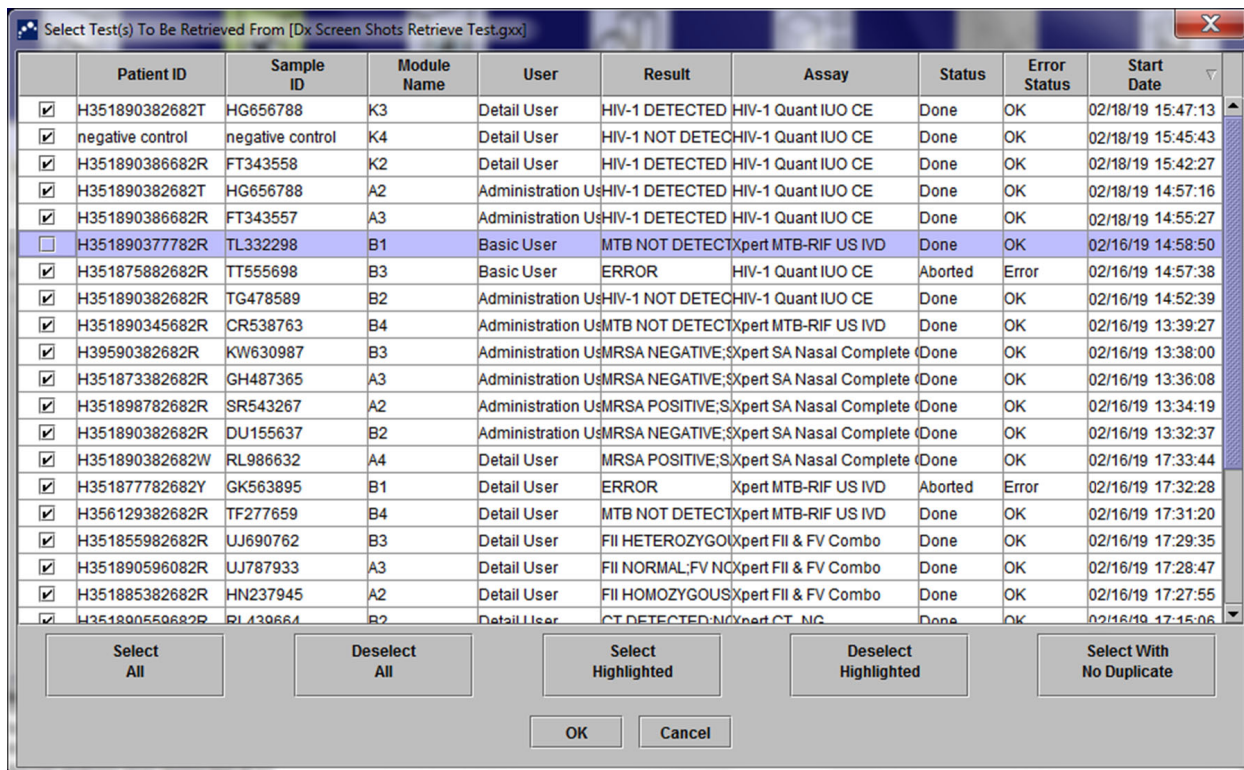 Select Test(s) To Be Retrieved From [Dx Screen Shots Retrieve Test.gxx]
Patient ID Sample ID Module Name User Result Assay Status Error Status Start Date
H351890382682T HG656788 K3 Detail User HIV-1 DETECTED HIV-1 Quant IUO CE Done OK 02/18/19 15:47:13
negative control negative control K4 Detail User HIV-1 NOT DETEC HIV-1 Quant IUO CE Done OK 02/18/19 15:45:43
H351890386682R FT343558 K2 Detail User HIV-1 DETECTED HIV-1 Quant IUO CE Done OK 02/18/19 15:42:27
H351890382682T HG656788 A2 Administration Us HIV-1 DETECTED HIV-1 Quant IUO CE Done OK 02/18/19 14:57:16
H351890386682R FT343557 A3 Administration Us HIV-1 DETECTED HIV-1 Quant IUO CE Done OK 02/18/19 14:55:27
H351890377782R TL332298 B1 Basic User MTB NOT DETECT Xpert MTB-RIF US IVD Done OK 02/16/19 14:58:50
H351875882682R TT555698 B3 Basic User ERROR HIV-1 Quant IUO CE Aborted Error 02/16/19 14:57:38
H351890382682R TG478589 B2 Administration Us HIV-1 NOT DETEC HIV-1 Quant IUO CE Done OK 02/16/19 14:52:39
H351890345682R CR538763 B4 Administration Us MTB NOT DETECT Xpert MTB-RIF US IVD Done OK 02/16/19 13:39:27
H39590382682R KW630987 B3 Administration Us MRSA NEGATIVE;S Xpert SA Nasal Complete Done OK 02/16/19 13:38:00
H351873382682R GH487365 A3 Administration Us MRSA NEGATIVE;S Xpert SA Nasal Complete Done OK 02/16/19 13:36:08
H351898782682R SR543267 A2 Administration Us MRSA POSITIVE;S Xpert SA Nasal Complete Done OK 02/16/19 13:34:19
H351890382682R DU155637 B2 Administration Us MRSA NEGATIVE;S Xpert SA Nasal Complete Done OK 02/16/19 13:32:37
H351890382682W RL986632 A4 Detail User MRSA POSITIVE;S Xpert SA Nasal Complete Done OK 02/16/19 17:33:44
H351877782682Y GK563895 B1 Detail User ERROR Xpert MTB-RIF US IVD Aborted Error 02/16/19 17:32:28
H356129382682R TF277659 B4 Detail User MTB NOT DETECT Xpert MTB-RIF US IVD Done OK 02/16/19 17:31:20
H351855982682R UJ690762 B3 Detail User FII HETEROZYGOU Xpert FII & FV Combo Done OK 02/16/19 17:29:35
H351890596082R UJ787933 A3 Detail User FII NORMAL;FV NO Xpert FII & FV Combo Done OK 02/16/19 17:28:47
H351885382682R HN237945 A2 Detail User FII HOMOZYGOUS Xpert FII & FV Combo Done OK 02/16/19 17:27:55
H351890559682R RL439664 B2 Detail User CT DETECTED;NG Xpert CT_NG Done OK 02/16/19 17:15:06
Select All Deselect All Select Highlighted Deselect Highlighted Select With No Duplicate
OK Cancel